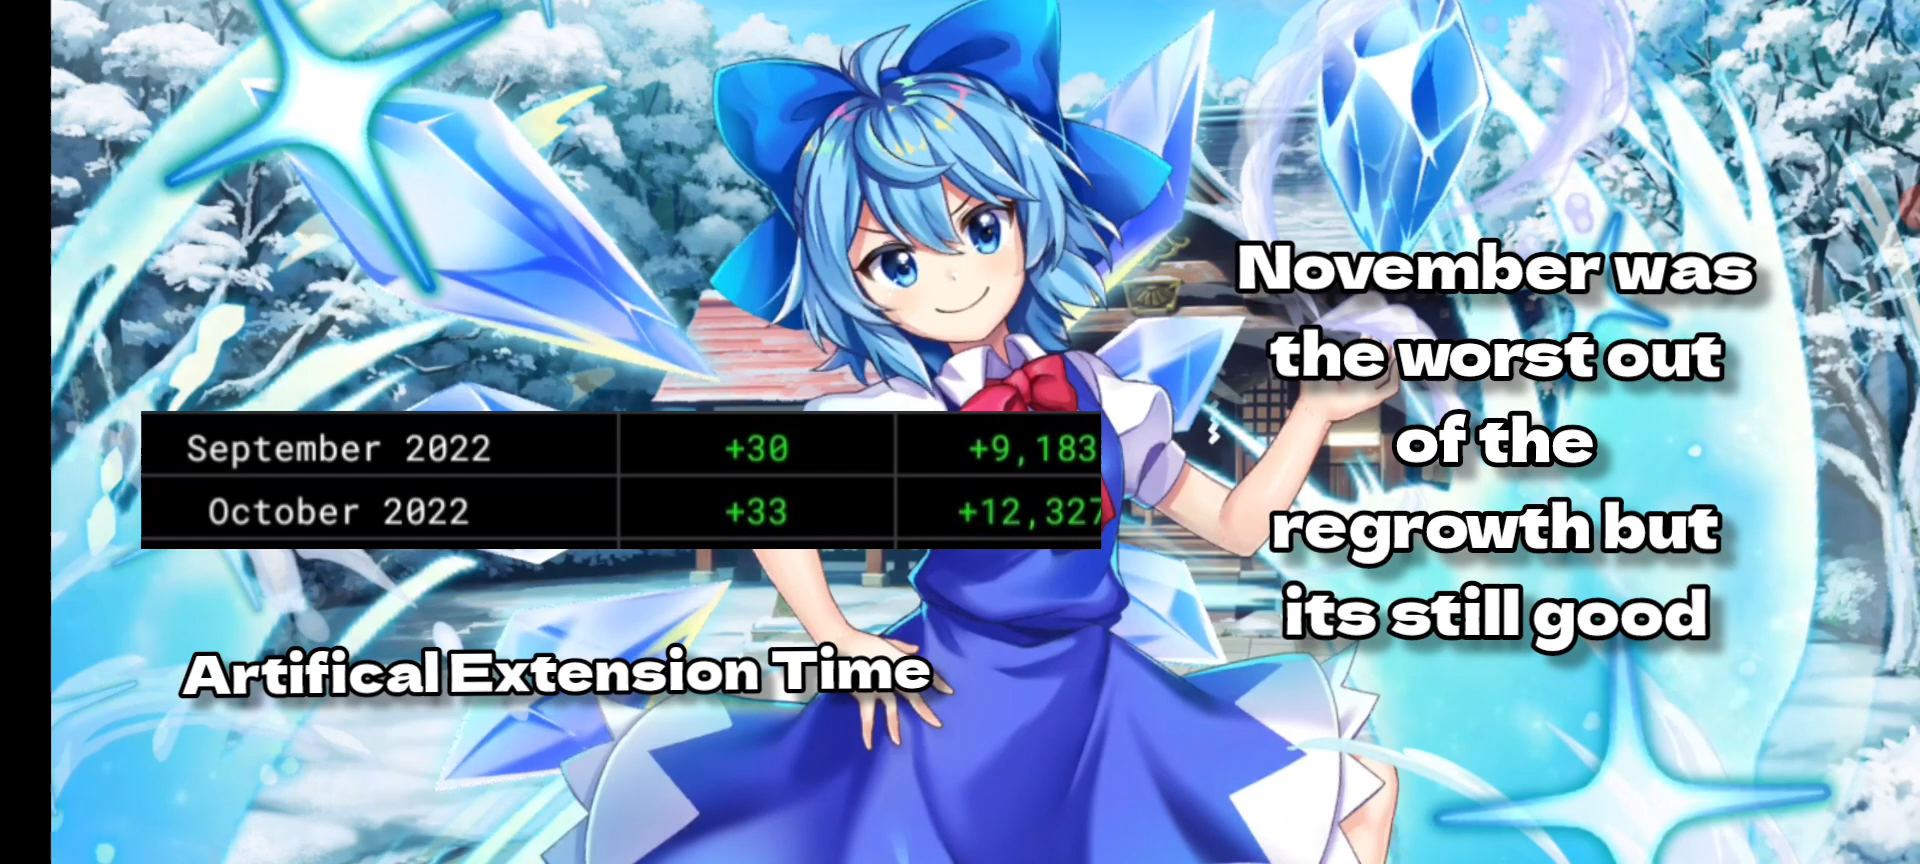 November was
the worst out
of the
regrowth but
its still good
September 2022 +30 +9,183
October 2022 +33 +12,327
Artifical Extension Time